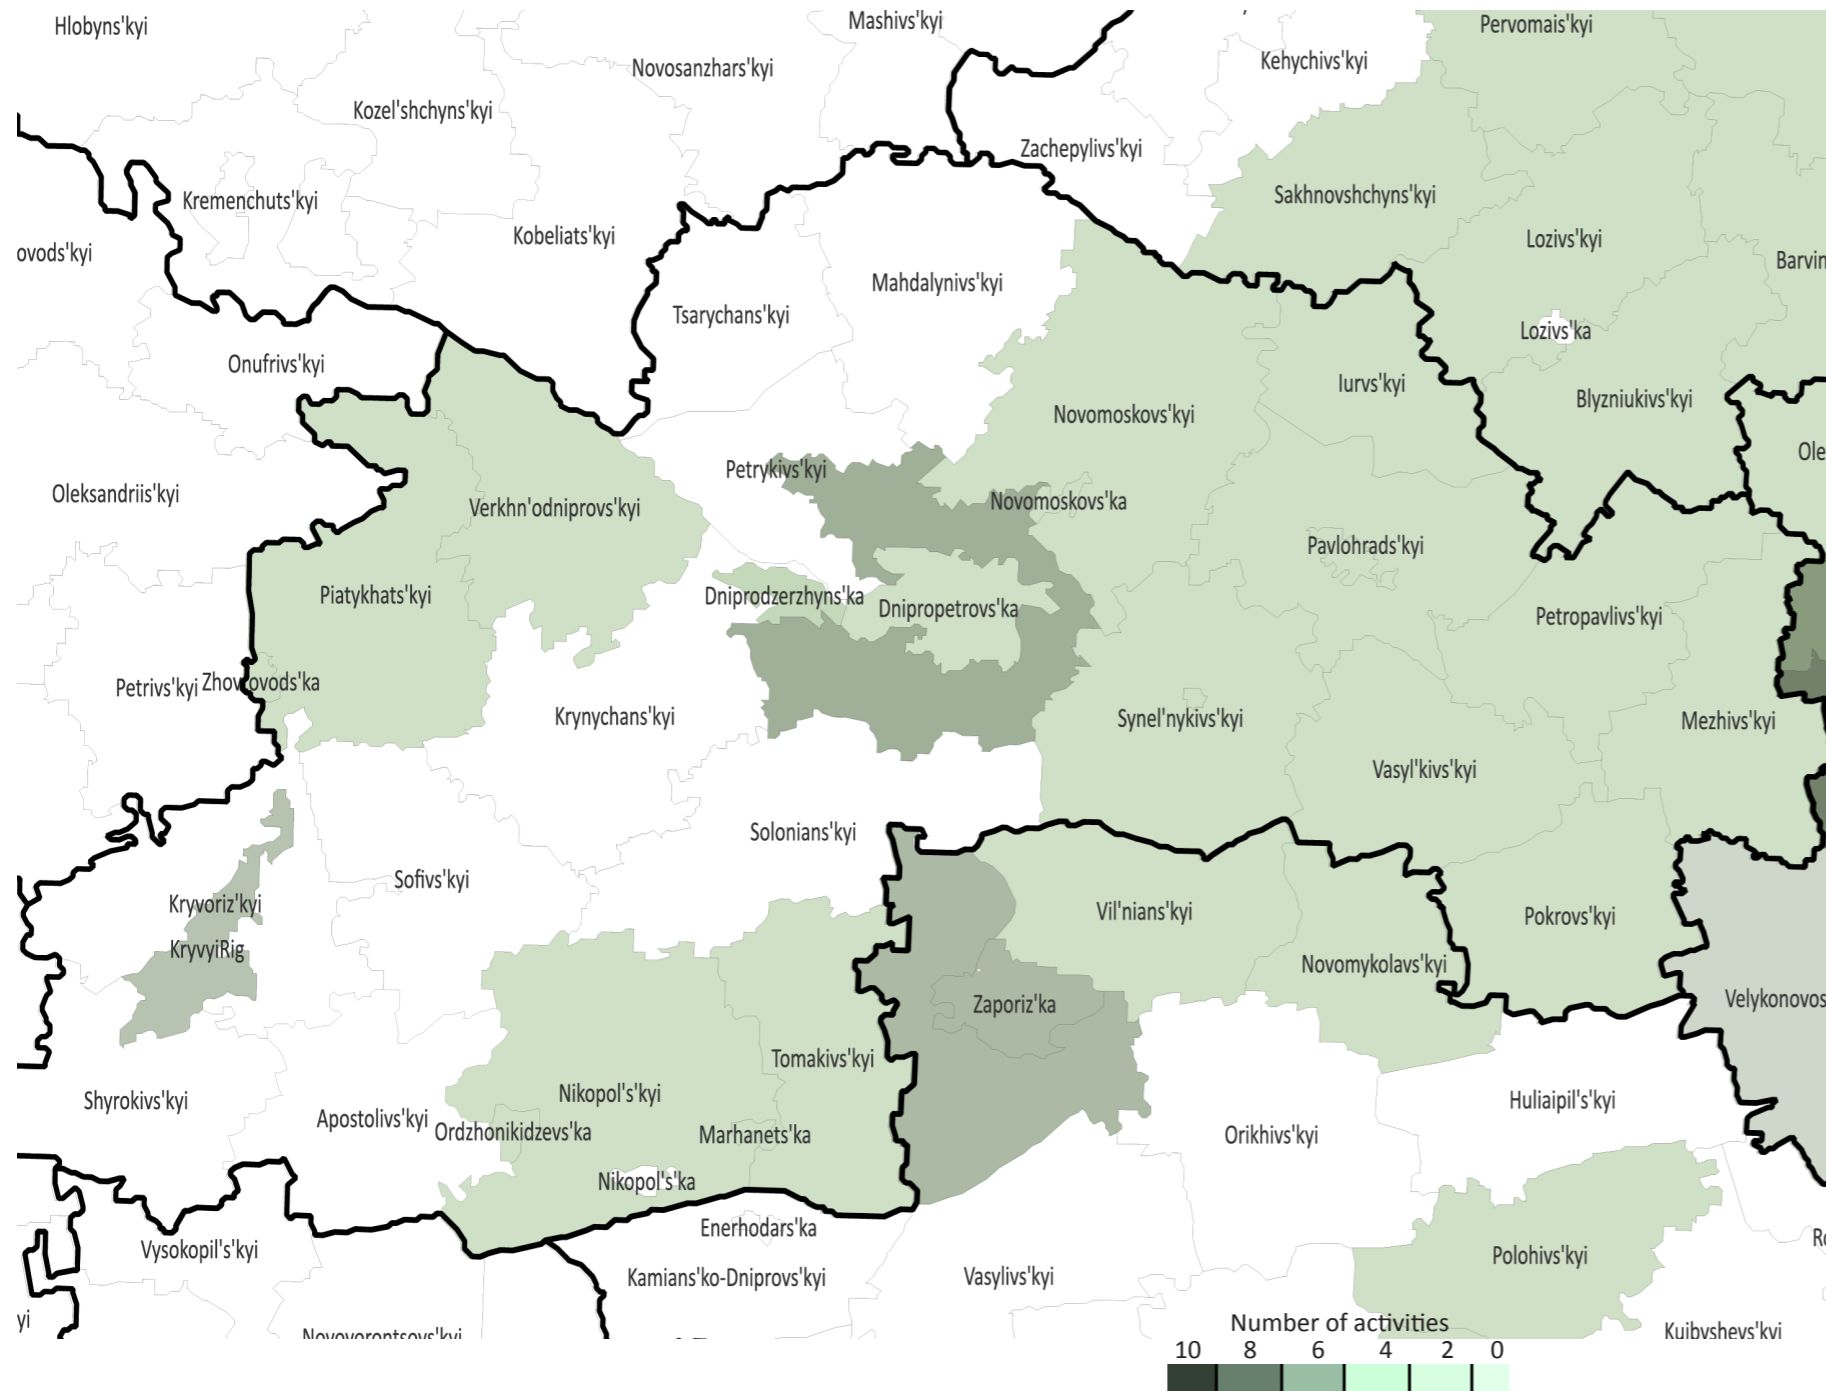 Hlobyns'kyi
Mashivs'kyi
Pervomais'kyi
Novosanzhars'kyi
Kehychivs'kyi
Kozel'shchyns'kyi
Zachepylivs'kyi
Kremenchuts'kyi
Sakhnovshchyns'kyi
Kobeliats'kyi
Lozivs'kyi
ovods'kyi
Barvin
Mahdalynivs'kyi
Tsarychans'kyi
Lozivs'ka
Onufrivs'kyi
Iurvs'kyi
Blyzniukivs'kyi
Novomoskovs'kyi
Ole
Petrykivs'kyi
Oleksandriis'kyi
Novomoskovs'ka
Verkhn'odniprovs'kyi
Pavlohrads'kyi
Piatykhats'kyi
Dniprodzerzhyns'ka
Dnipropetrovs'ka
Petropavlivs'kyi
Petrivs'kyi
Zhovtovods'ka
Krynychans'kyi
Synel'nykivs'kyi
Mezhivs'kyi
Vasyl'kivs'kyi
Solonians'kyi
Sofivs'kyi
Kryvoriz'kyi
Vil'nians'kyi
Pokrovs'kyi
KryvyiRig
Novomykolavs'kyi
Zaporiz'ka
Velykonovos
Tomakivs'kyi
Nikopol's'kyi
Shyrokivs'kyi
Huliaipil's'kyi
Apostolivs'kyi
Ordzhonikidzevs'ka
Marhanets'ka
Orikhivs'kyi
Nikopol's'ka
Enerhodars'ka
Vysokopil's'kyi
Polohivs'kyi
Kamians'ko-Dniprovs'kyi
Vasylivs'kyi
yi
Novovorontsovs'kyi
Number of activities
Kuibyshevs'kyi
10 8 6 4 2 0